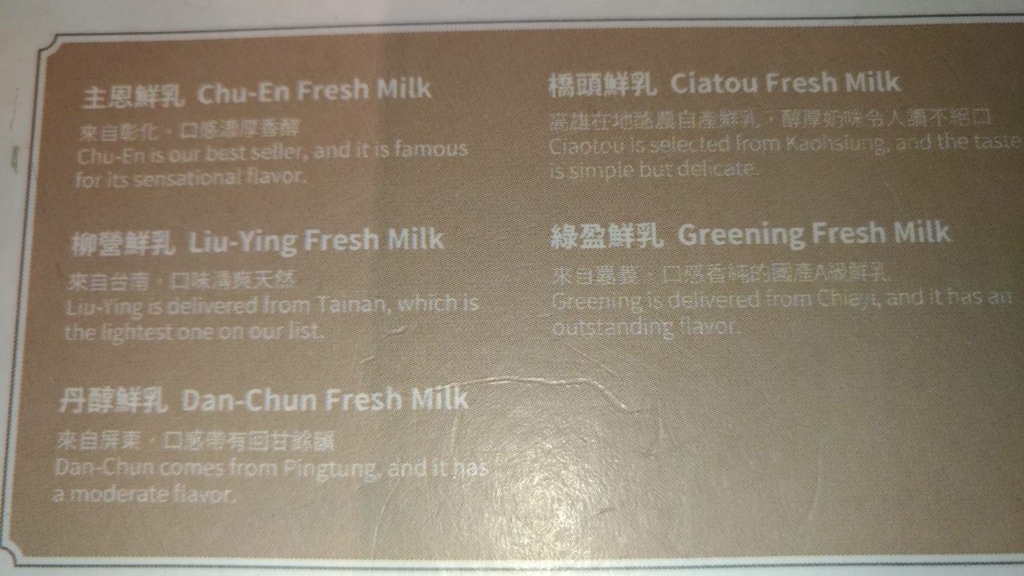 主恩鮮乳 Chu-En Fresh Milk
來自彰化，口感濃厚香醇
Chu-En is our best seller, and it is famous
for its sensational flavor.
柳營鮮乳 Liu-Ying Fresh Milk
來自台南，口味清爽天然
Liu-Ying is delivered from Tainan, which is
the lightest one on our list.
丹醇鮮乳 Dan-Chun Fresh Milk
來自屏東，口感帶有回甘餘韻
Dan-Chun comes from Pingtung, and it has
a moderate flavor.
橋頭鮮乳 Ciatou Fresh Milk
高雄在地酪農自產鮮乳，醇厚奶味令人讚不絕口
Ciaotou is selected from Kaohsiung, and the taste
is simple but delicate.
綠盈鮮乳 Greening Fresh Milk
來自嘉義，口感香純的國產A級鮮乳
Greening is delivered from Chiayi, and it has an
outstanding flavor.